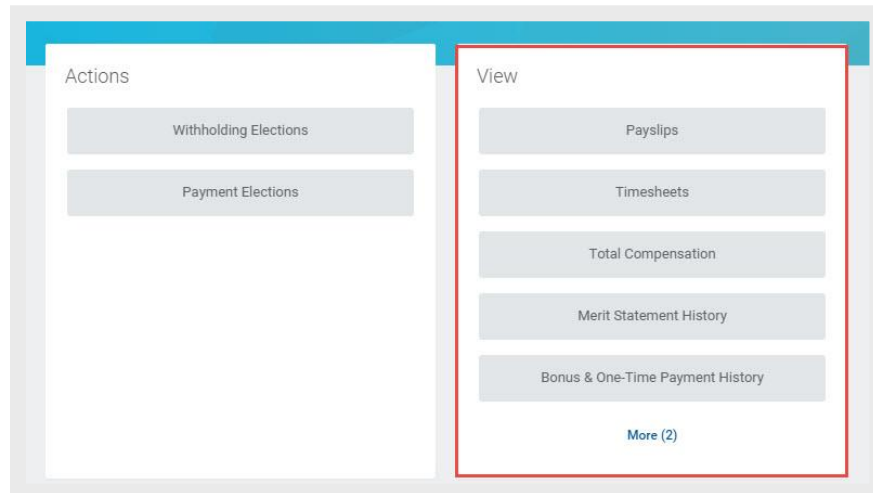 Actions
Withholding Elections
Payment Elections
View
Payslips
Timesheets
Total Compensation
Merit Statement History
Bonus & One-Time Payment History
More (2)